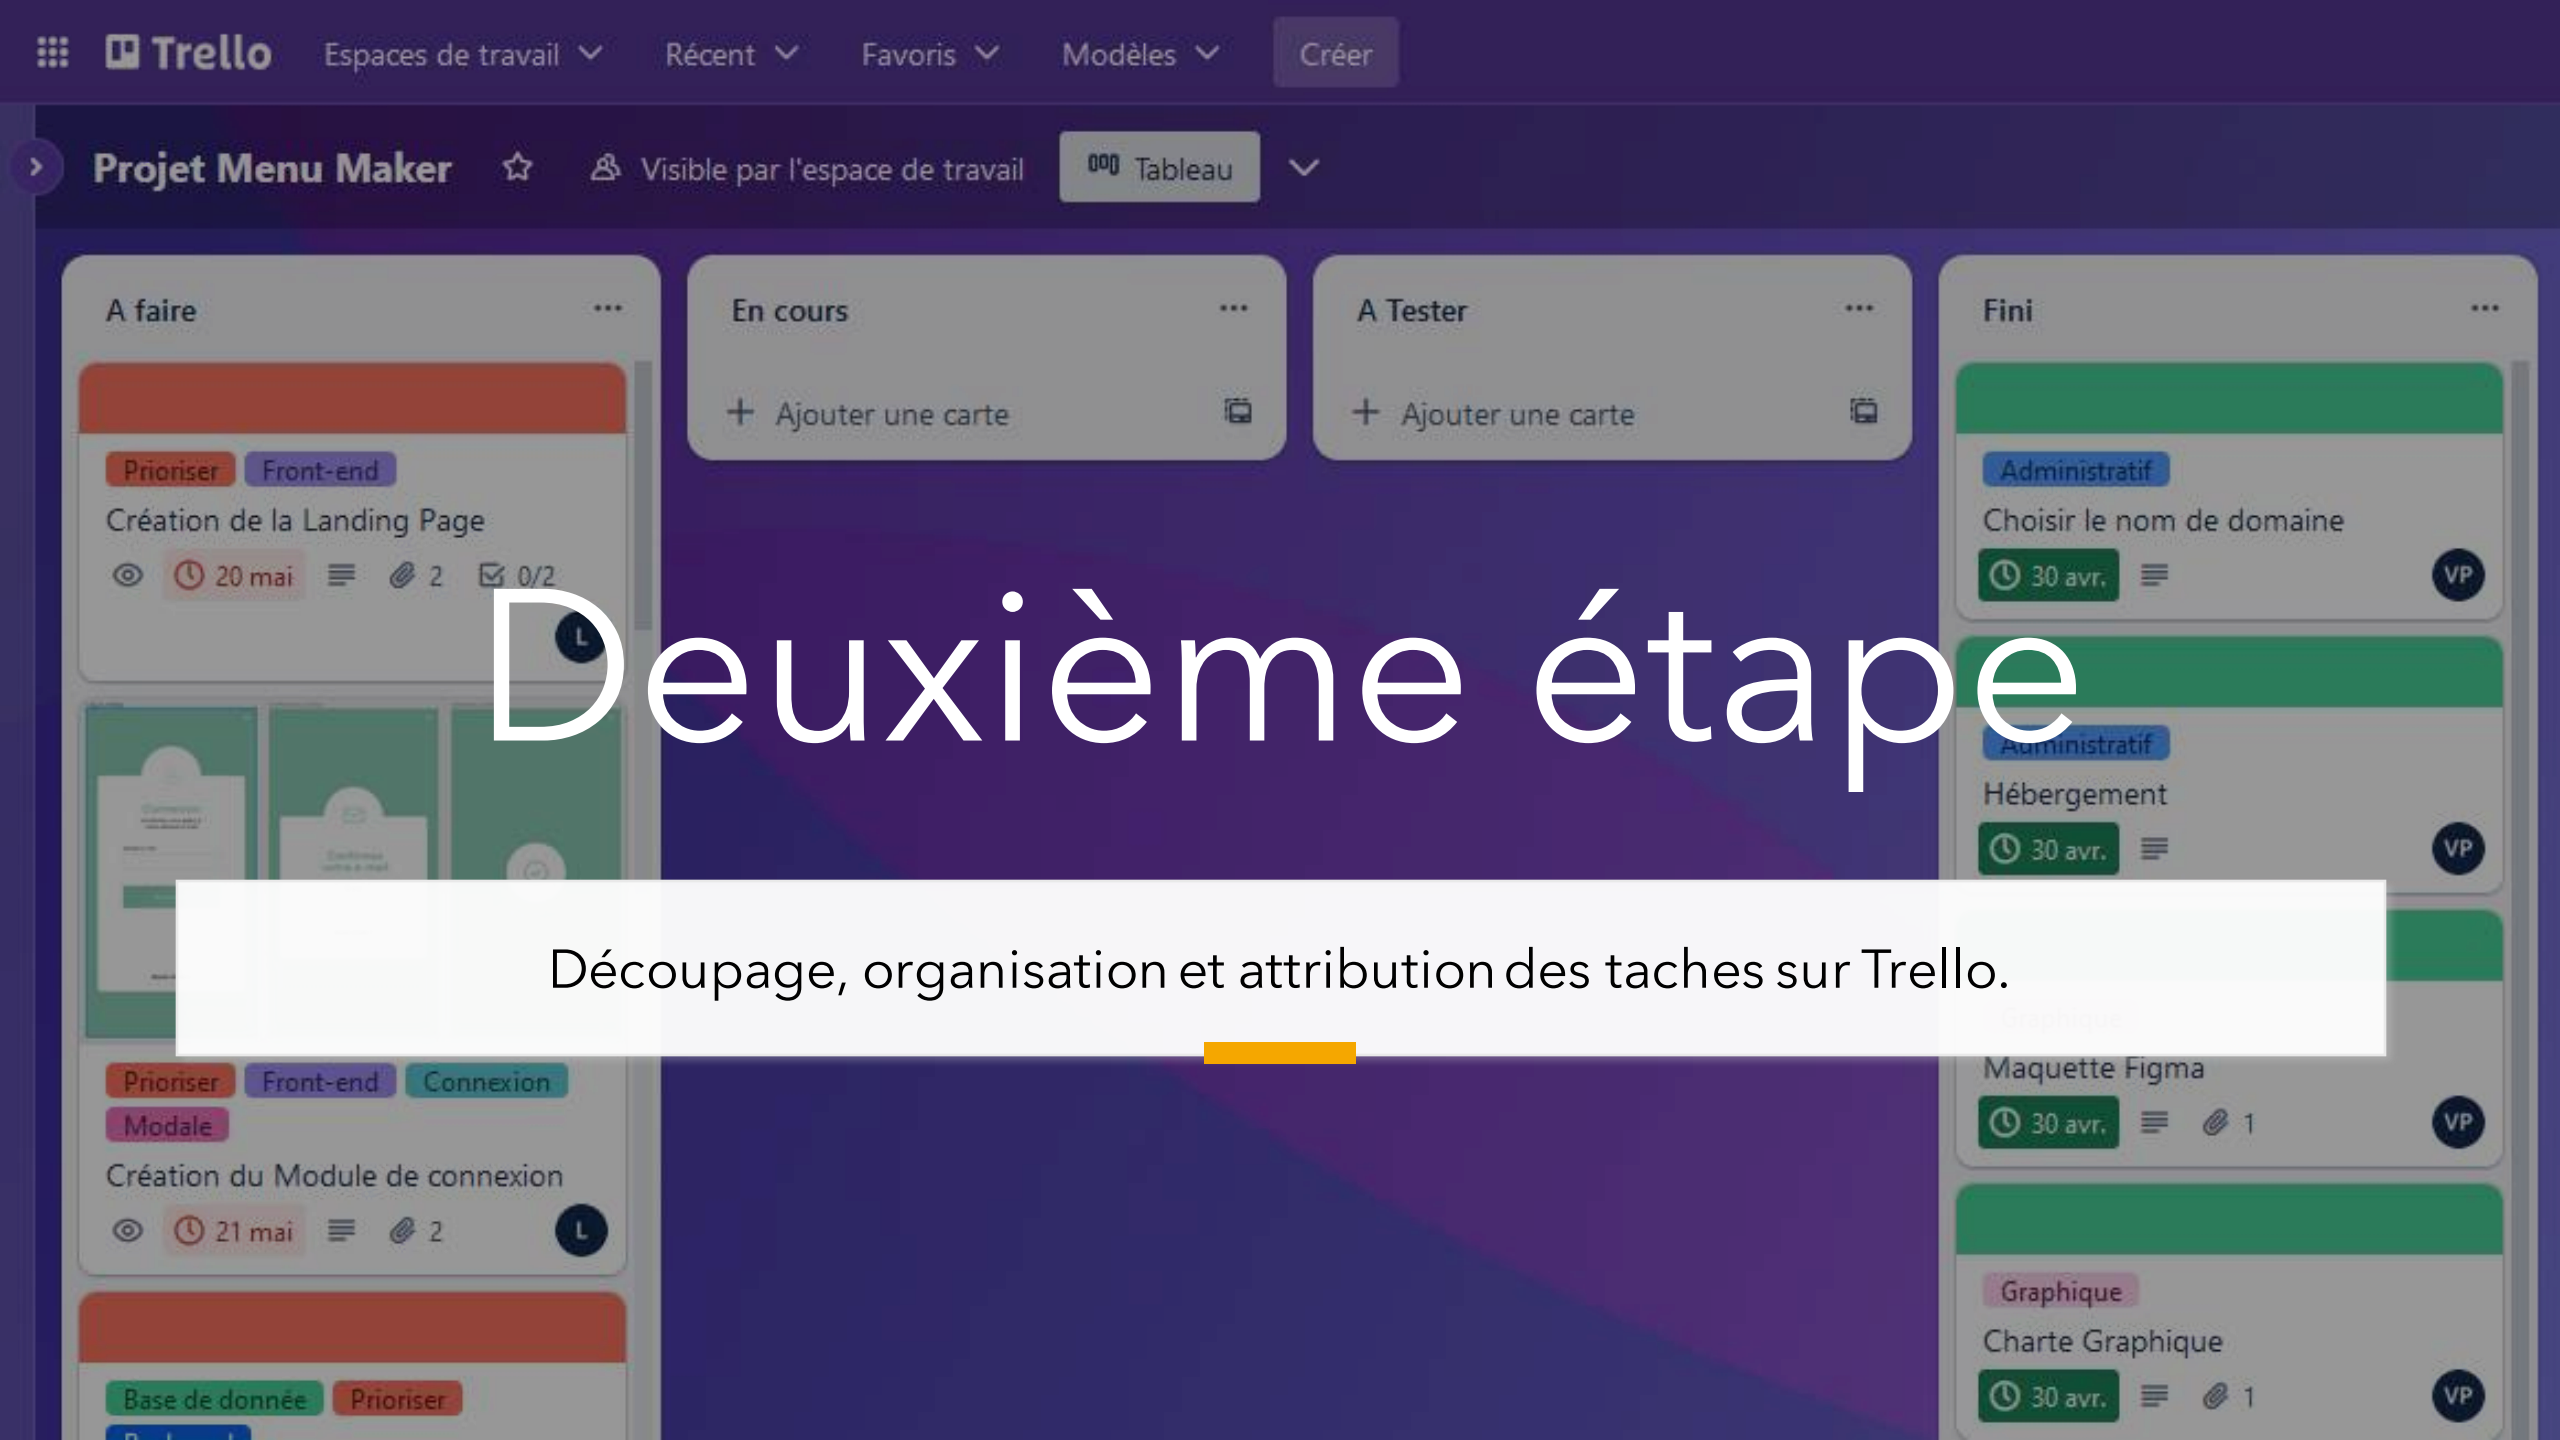 Trello Espaces de travail Récent Favoris Modèles Créer
Projet Menu Maker Visible par l'espace de travail Tableau
A faire
Prioriser Front-end
Création de la Landing Page
20 mai 2 0/2
L
Prioriser Front-end Connexion
Modale
Création du Module de connexion
21 mai 2 L
Base de donnée Prioriser
En cours
+ Ajouter une carte
A Tester
+ Ajouter une carte
Fini
Administratif
Choisir le nom de domaine
30 avr. VP
Administratif
Hébergement
30 avr. VP
Graphique
Maquette Figma
30 avr. 1 VP
Graphique
Charte Graphique
30 avr. 1 VP
Deuxième étape
Découpage, organisation et attribution des taches sur Trello.